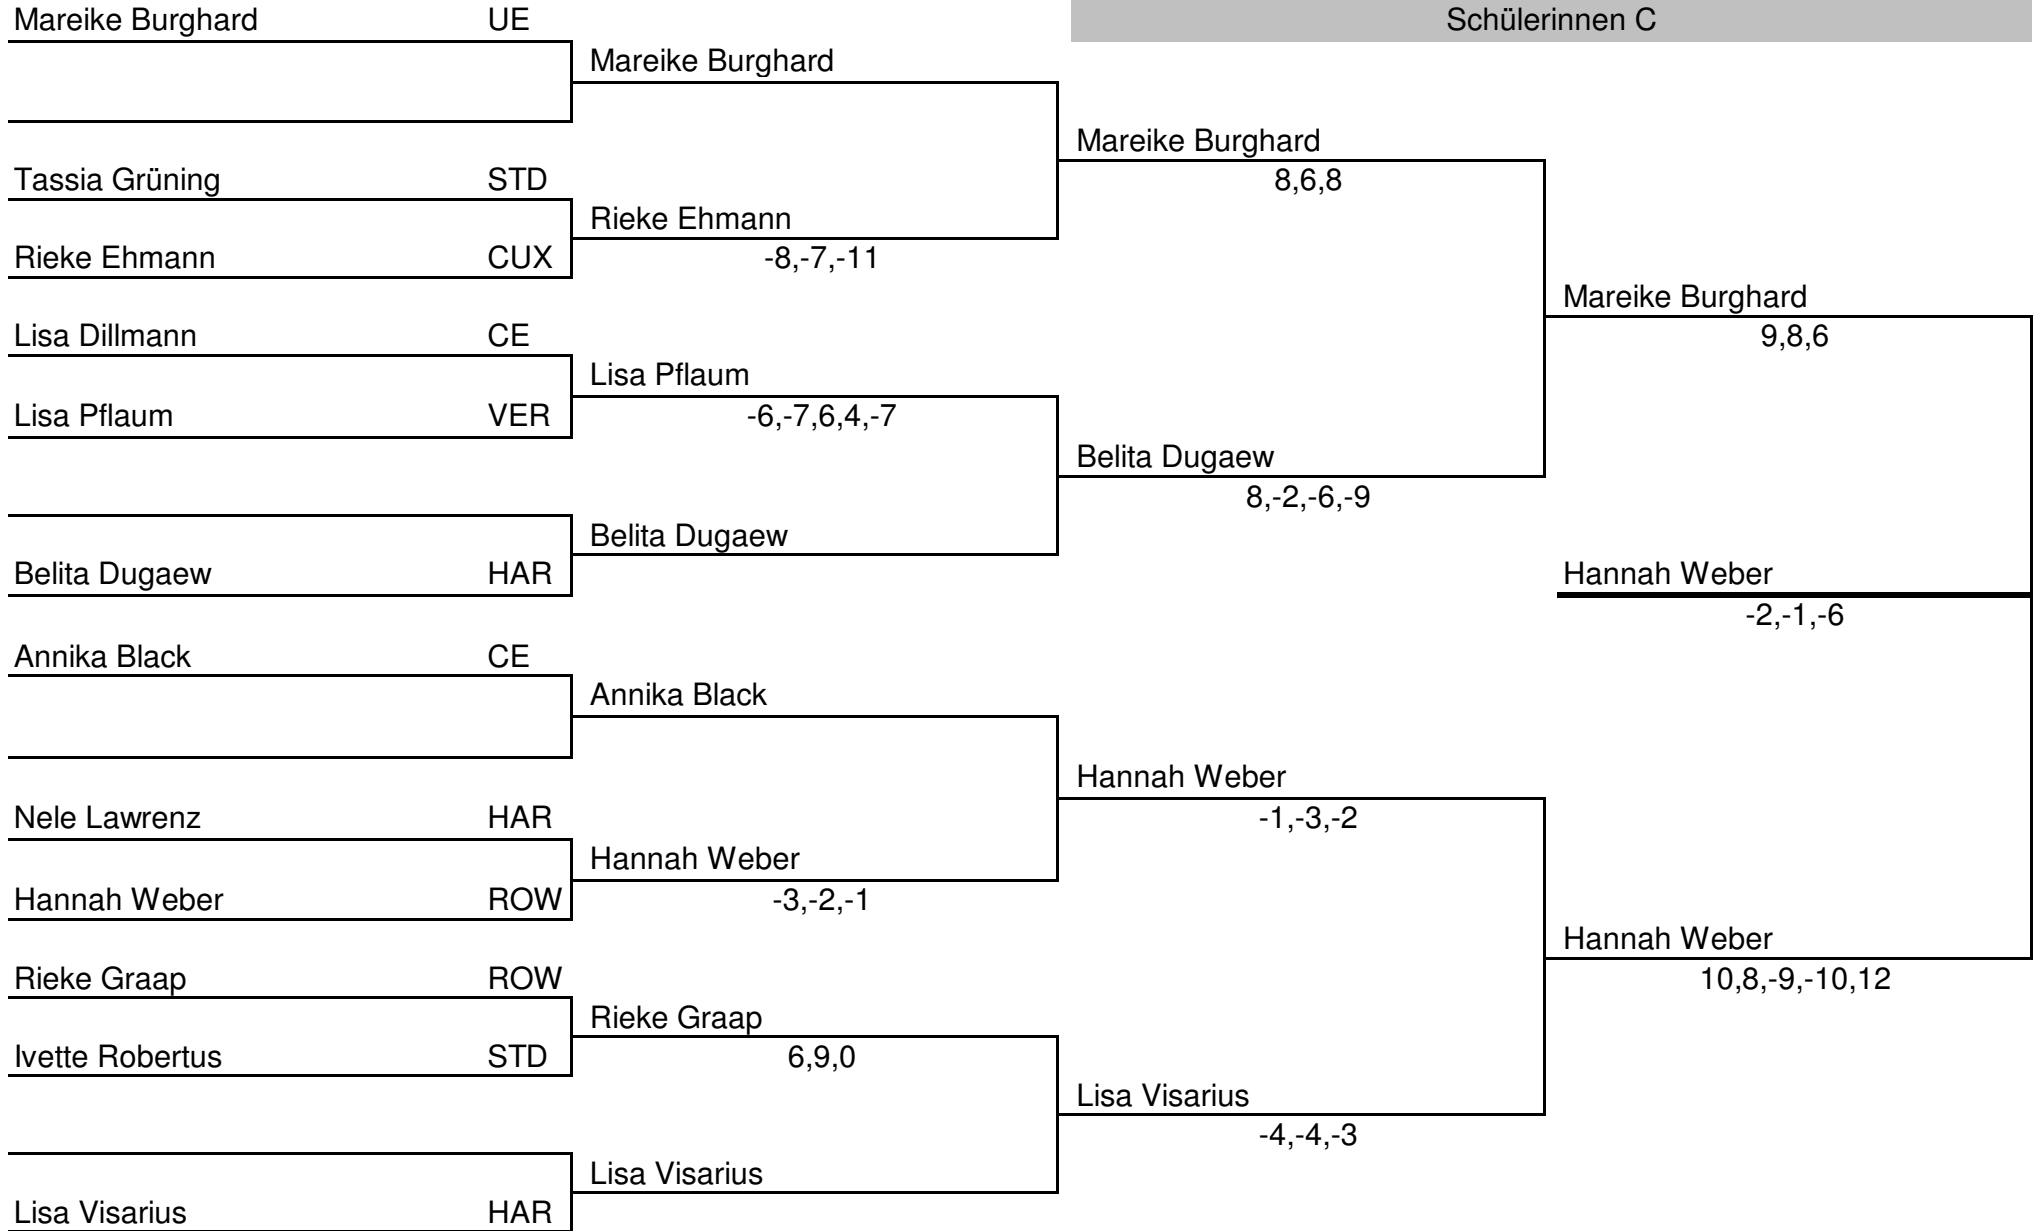 Mareike Burghard UE
Schülerinnen C
Mareike Burghard
Mareike Burghard
8,6,8
Tassia Grüning STD
Rieke Ehmann
-8,-7,-11
Rieke Ehmann CUX
Mareike Burghard
9,8,6
Lisa Dillmann CE
Lisa Pflaum
-6,-7,6,4,-7
Lisa Pflaum VER
Belita Dugaew
8,-2,-6,-9
Belita Dugaew
Belita Dugaew HAR
Hannah Weber
-2,-1,-6
Annika Black CE
Annika Black
Hannah Weber
-1,-3,-2
Nele Lawrenz HAR
Hannah Weber
-3,-2,-1
Hannah Weber ROW
Hannah Weber
10,8,-9,-10,12
Rieke Graap ROW
Rieke Graap
6,9,0
Ivette Robertus STD
Lisa Visarius
-4,-4,-3
Lisa Visarius
Lisa Visarius HAR